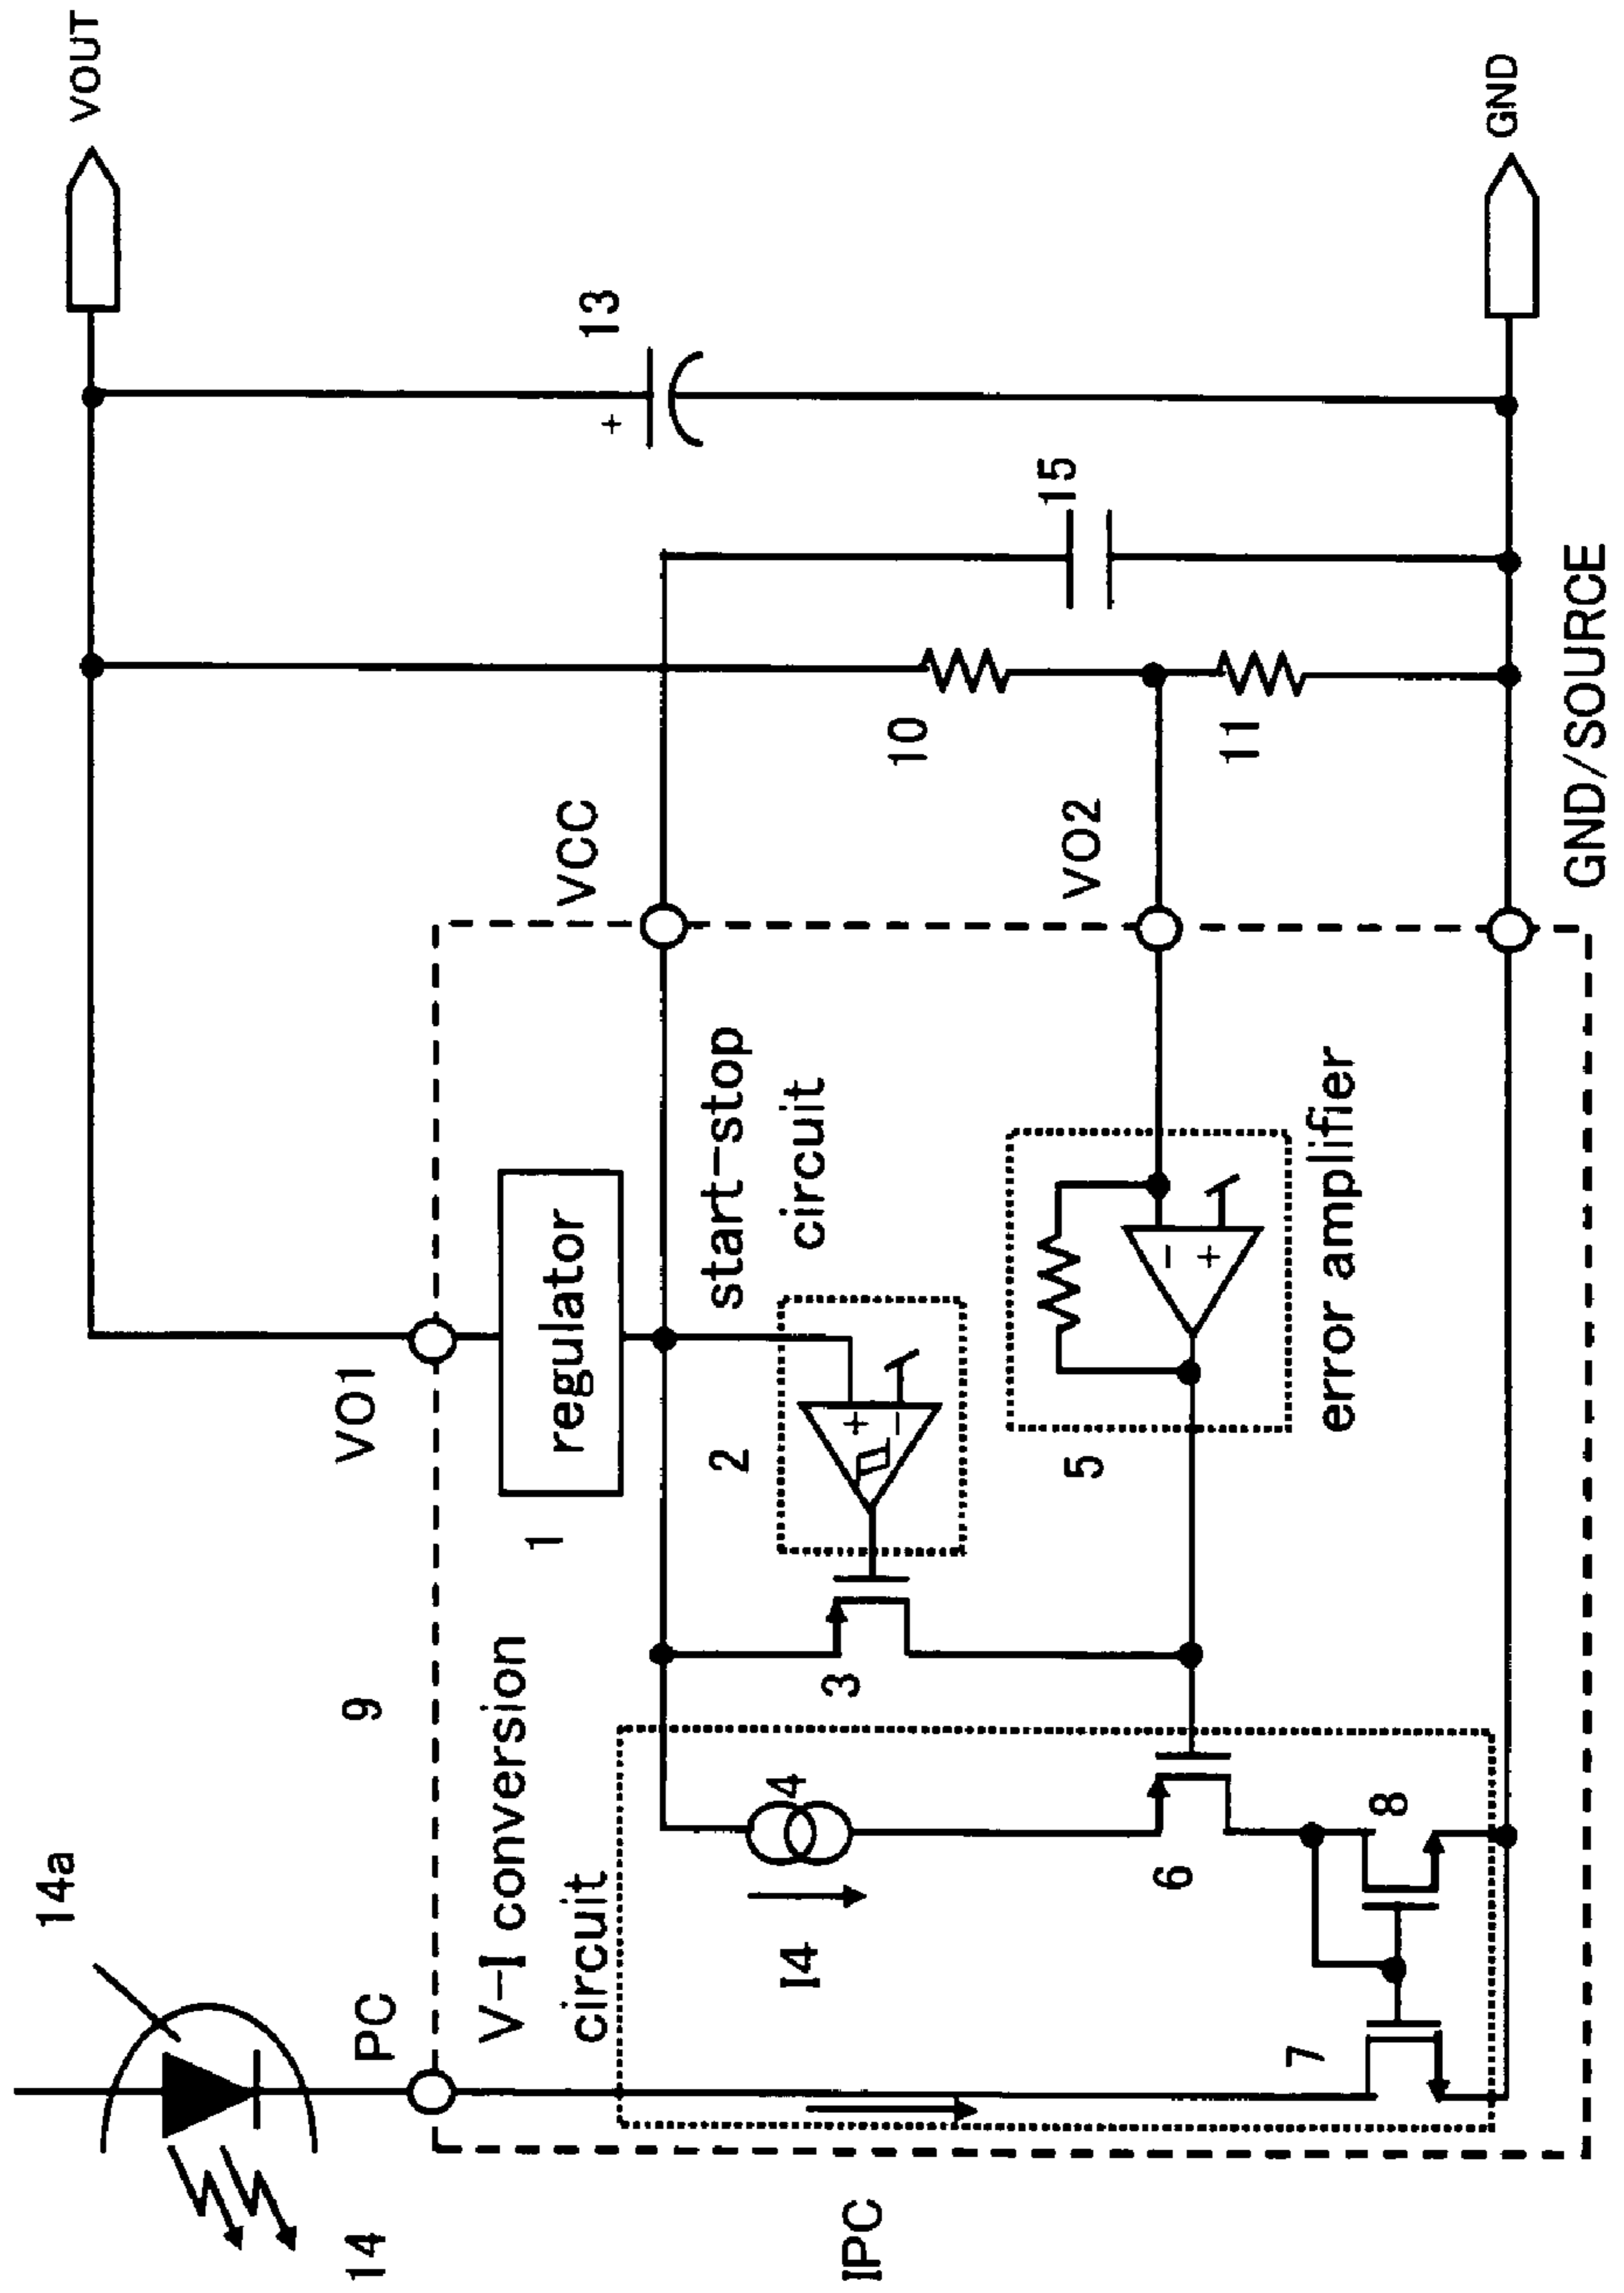 VOUT
GND
13
+
15
10
11
VCC
VO2
GND/SOURCE
VO1
regulator
1
start-stop
circuit
2
+
−
error amplifier
5
−
+
9
V-I conversion
circuit
3
4
I4
6
8
7
14a
14
PC
IPC